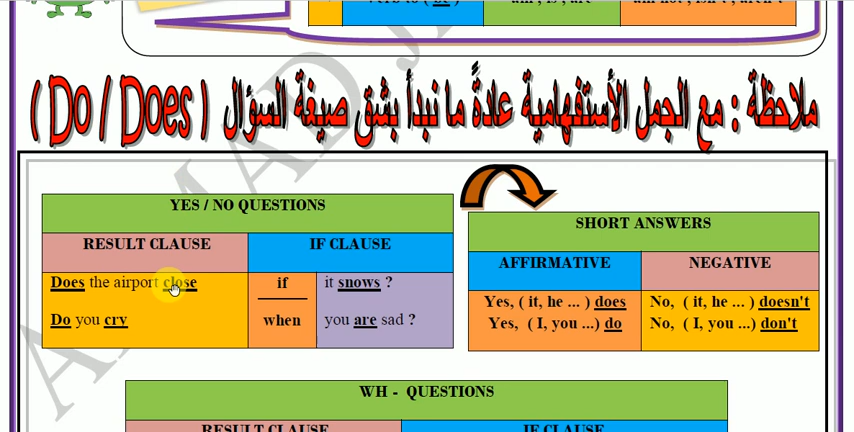 ملاحظة : مع الجمل الأستفهامية عادةً ما نبدأ بشق صيغة السؤال ( Do / Does )
YES / NO QUESTIONS
RESULT CLAUSE IF CLAUSE
Does the airport close if it snows ?
Do you cry when you are sad ?
SHORT ANSWERS
AFFIRMATIVE NEGATIVE
Yes, ( it, he ... ) does No, ( it, he ... ) doesn't
Yes, ( I, you ...) do No, ( I, you ...) don't
WH - QUESTIONS
RESULT CLAUSE IF CLAUSE